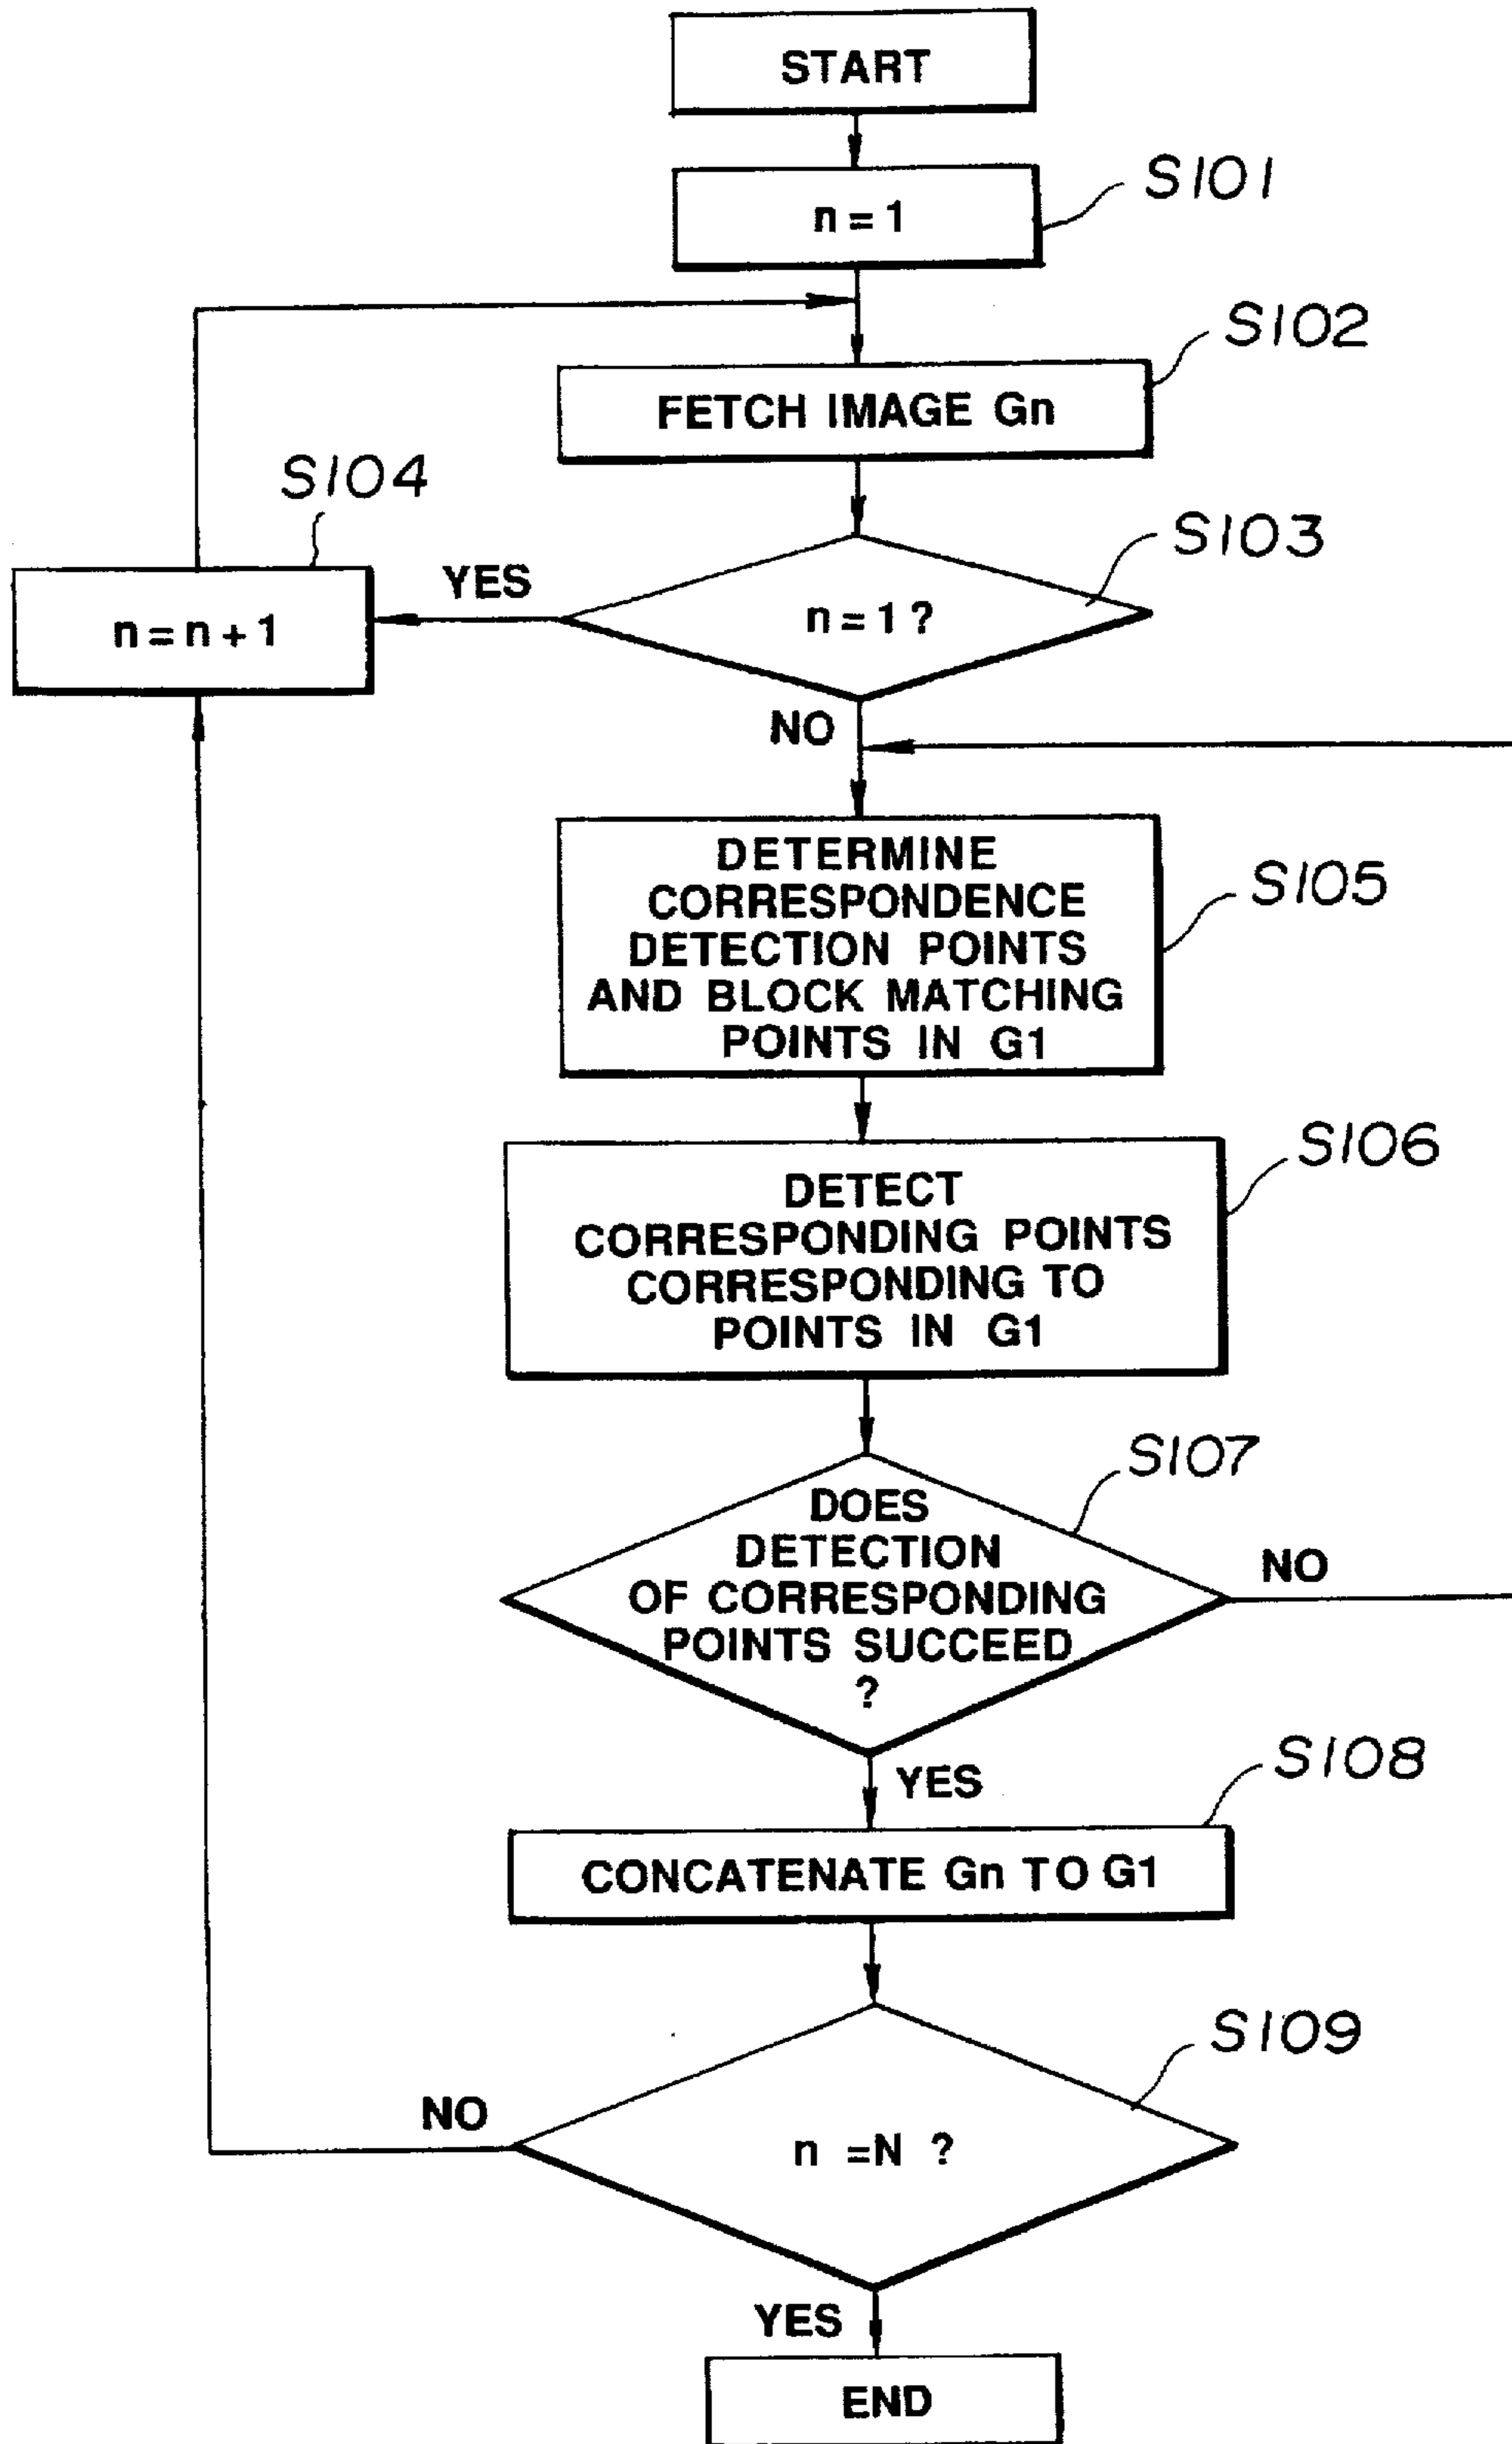 START
n = 1
S101
S102
FETCH IMAGE Gn
S104
S103
YES
n = n + 1
n = 1 ?
NO
DETERMINE
CORRESPONDENCE
DETECTION POINTS
AND BLOCK MATCHING
POINTS IN G1
S105
S106
DETECT
CORRESPONDING POINTS
CORRESPONDING TO
POINTS IN G1
S107
DOES
DETECTION
OF CORRESPONDING
POINTS SUCCEED
?
NO
YES
S108
CONCATENATE Gn TO G1
S109
NO
n =N ?
YES
END